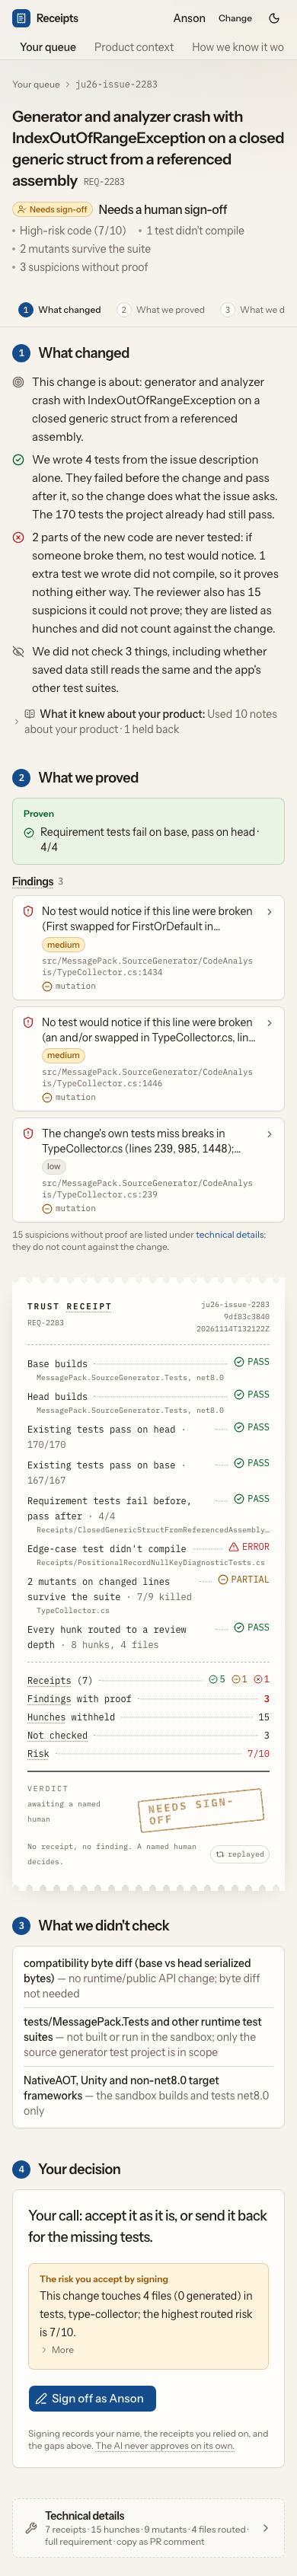 Receipts
Anson
Change
Your queue
Product context
How we know it wo
Your queue
ju26-issue-2283
Generator and analyzer crash with
IndexOutOfRangeException on a closed
generic struct from a referenced
assembly REQ-2283
Needs sign-off Needs a human sign-off
High-risk code (7/10)
1 test didn't compile
2 mutants survive the suite
3 suspicions without proof
1 What changed
2 What we proved
3 What we d
1 What changed
This change is about: generator and analyzer
crash with IndexOutOfRangeException on a
closed generic struct from a referenced
assembly.
We wrote 4 tests from the issue description
alone. They failed before the change and pass
after it, so the change does what the issue asks.
The 170 tests the project already had still pass.
2 parts of the new code are never tested: if
someone broke them, no test would notice. 1
extra test we wrote did not compile, so it proves
nothing either way. The reviewer also has 15
suspicions it could not prove; they are listed as
hunches and did not count against the change.
We did not check 3 things, including whether
saved data still reads the same and the app's
other test suites.
What it knew about your product: Used 10 notes
about your product · 1 held back
2 What we proved
Proven
Requirement tests fail on base, pass on head ·
4/4
Findings 3
No test would notice if this line were broken
(First swapped for FirstOrDefault in...
medium
src/MessagePack.SourceGenerator/CodeAnalys
is/TypeCollector.cs:1434
mutation
No test would notice if this line were broken
(an and/or swapped in TypeCollector.cs, lin...
medium
src/MessagePack.SourceGenerator/CodeAnalys
is/TypeCollector.cs:1446
mutation
The change's own tests miss breaks in
TypeCollector.cs (lines 239, 985, 1448);...
low
src/MessagePack.SourceGenerator/CodeAnalys
is/TypeCollector.cs:239
mutation
15 suspicions without proof are listed under technical details;
they do not count against the change.
TRUST RECEIPT
REQ-2283
ju26-issue-2283
9df83c3840
20261114T132122Z
Base builds PASS
MessagePack.SourceGenerator.Tests, net8.0
Head builds PASS
MessagePack.SourceGenerator.Tests, net8.0
Existing tests pass on head · PASS
170/170
Existing tests pass on base · PASS
167/167
Requirement tests fail before, PASS
pass after · 4/4
Receipts/ClosedGenericStructFromReferencedAssembly…
Edge-case test didn't compile ERROR
Receipts/PositionalRecordNullKeyDiagnosticTests.cs
2 mutants on changed lines PARTIAL
survive the suite · 7/9 killed
TypeCollector.cs
Every hunk routed to a review PASS
depth · 8 hunks, 4 files
Receipts (7) 5 1 1
Findings with proof 3
Hunches withheld 15
Not checked 3
Risk 7/10
VERDICT
awaiting a named
human
NEEDS SIGN-
OFF
No receipt, no finding. A named human
decides.
replayed
3 What we didn't check
compatibility byte diff (base vs head serialized
bytes) — no runtime/public API change; byte diff
not needed
tests/MessagePack.Tests and other runtime test
suites — not built or run in the sandbox; only the
source generator test project is in scope
NativeAOT, Unity and non-net8.0 target
frameworks — the sandbox builds and tests net8.0
only
4 Your decision
Your call: accept it as it is, or send it back
for the missing tests.
The risk you accept by signing
This change touches 4 files (0 generated) in
tests, type-collector; the highest routed risk
is 7/10.
More
Sign off as Anson
Signing records your name, the receipts you relied on, and
the gaps above. The AI never approves on its own.
Technical details
7 receipts · 15 hunches · 9 mutants · 4 files routed ·
full requirement · copy as PR comment